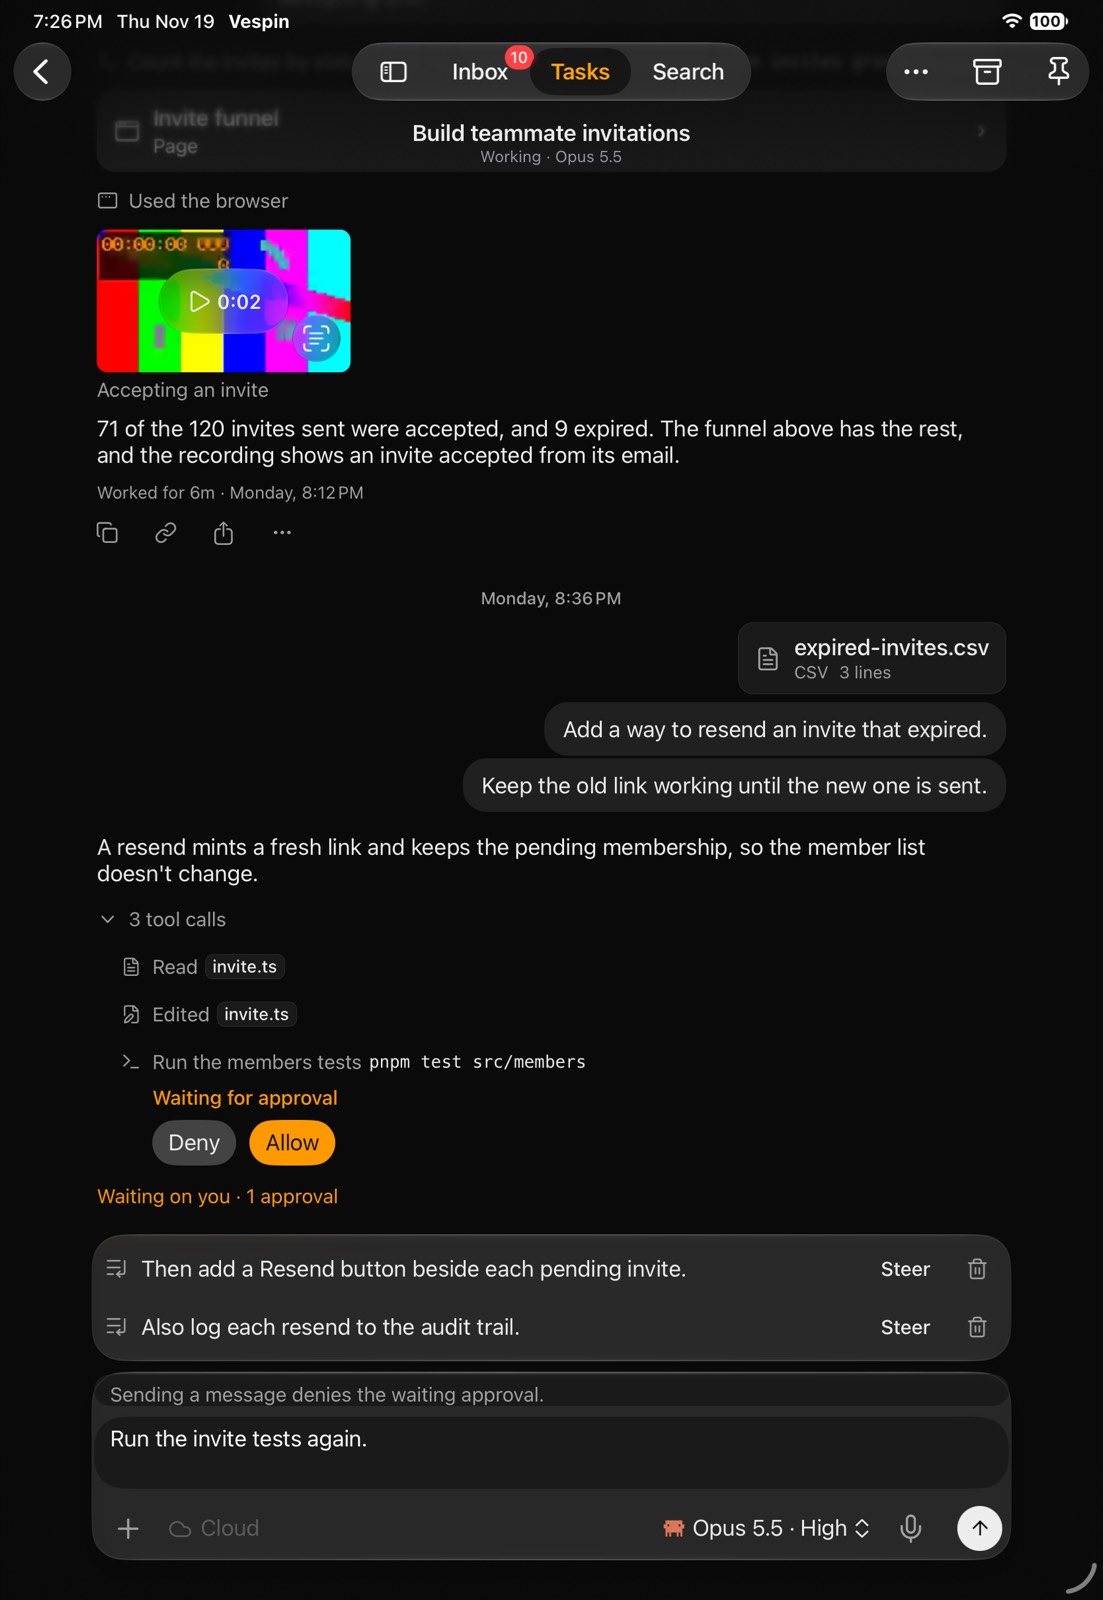 7:26 PM Thu Nov 19 Vespin
100
Inbox 10 Tasks Search
Invite funnel
Page
Build teammate invitations
Working · Opus 5.5
Used the browser
00:00:00
0:02
Accepting an invite
71 of the 120 invites sent were accepted, and 9 expired. The funnel above has the rest,
and the recording shows an invite accepted from its email.
Worked for 6m · Monday, 8:12 PM
Monday, 8:36 PM
expired-invites.csv
CSV 3 lines
Add a way to resend an invite that expired.
Keep the old link working until the new one is sent.
A resend mints a fresh link and keeps the pending membership, so the member list
doesn't change.
3 tool calls
Read invite.ts
Edited invite.ts
Run the members tests pnpm test src/members
Waiting for approval
Deny Allow
Waiting on you · 1 approval
Then add a Resend button beside each pending invite. Steer
Also log each resend to the audit trail. Steer
Sending a message denies the waiting approval.
Run the invite tests again.
Cloud Opus 5.5 · High